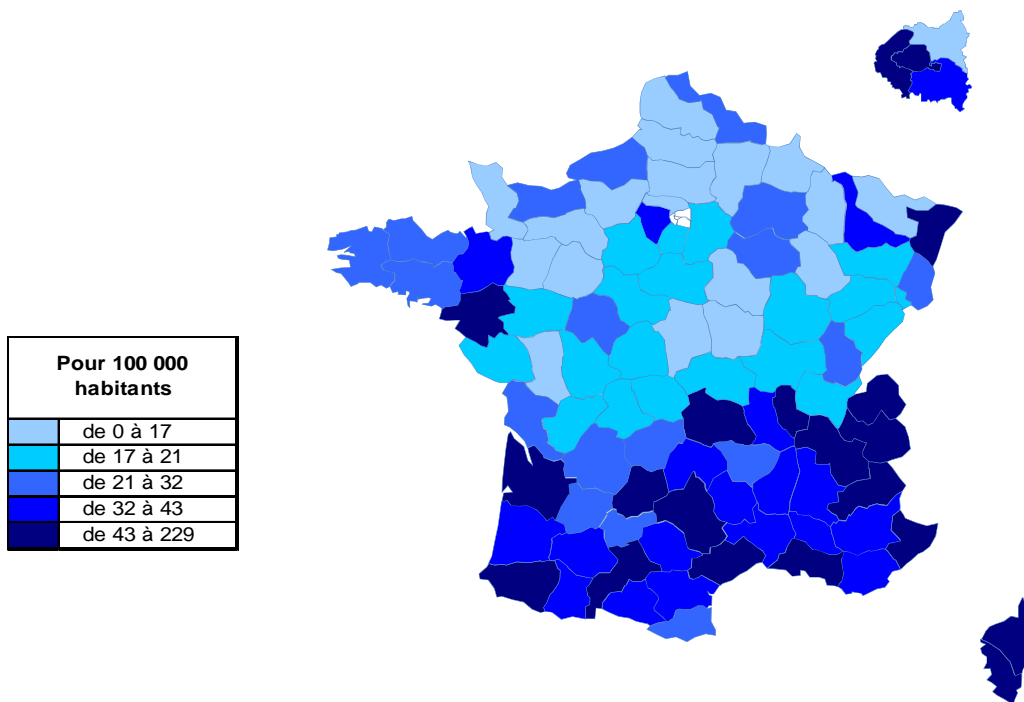 Pour 100 000
habitants
de 0 à 17
de 17 à 21
de 21 à 32
de 32 à 43
de 43 à 229